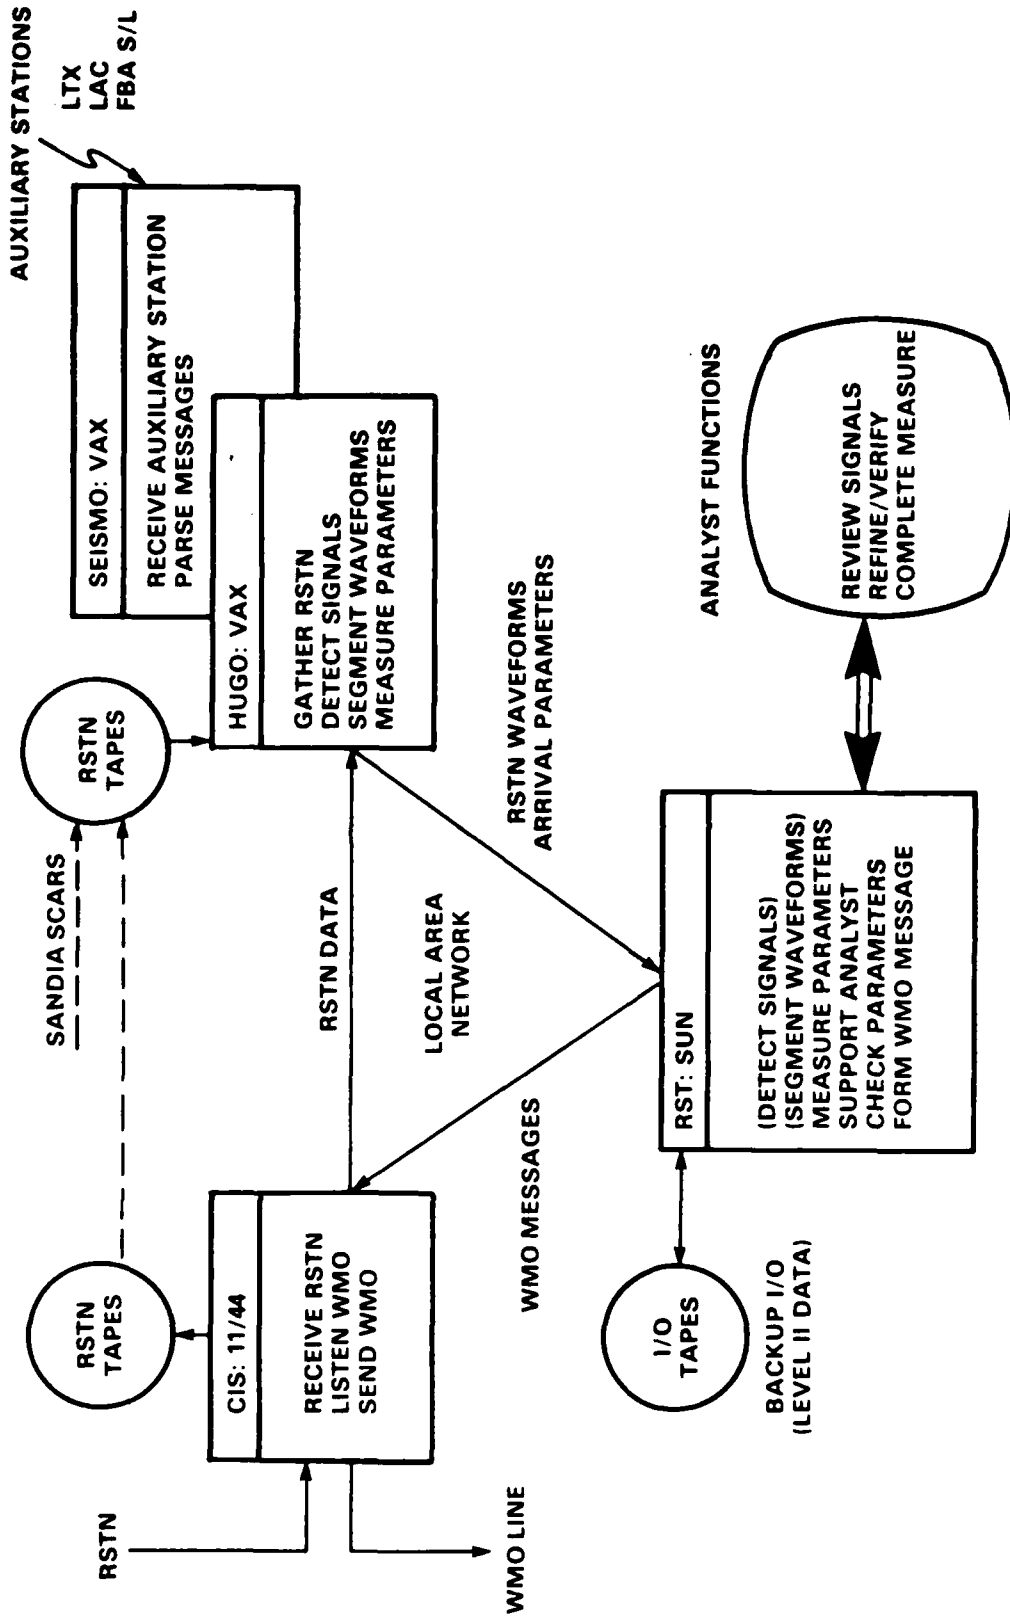 AUXILIARY STATIONS
LTX
LAC
FBA S/L
SEISMO: VAX
RECEIVE AUXILIARY STATION
PARSE MESSAGES
HUGO: VAX
GATHER RSTN
DETECT SIGNALS
SEGMENT WAVEFORMS
MEASURE PARAMETERS
SANDIA SCARS
RSTN
TAPES
RSTN
TAPES
CIS: 11/44
RECEIVE RSTN
LISTEN WMO
SEND WMO
RSTN
WMO LINE
RSTN DATA
LOCAL AREA
NETWORK
WMO MESSAGES
RSTN WAVEFORMS
ARRIVAL PARAMETERS
I/O
TAPES
BACKUP I/O
(LEVEL II DATA)
RST: SUN
(DETECT SIGNALS)
(SEGMENT WAVEFORMS)
MEASURE PARAMETERS
SUPPORT ANALYST
CHECK PARAMETERS
FORM WMO MESSAGE
ANALYST FUNCTIONS
REVIEW SIGNALS
REFINE/VERIFY
COMPLETE MEASURE